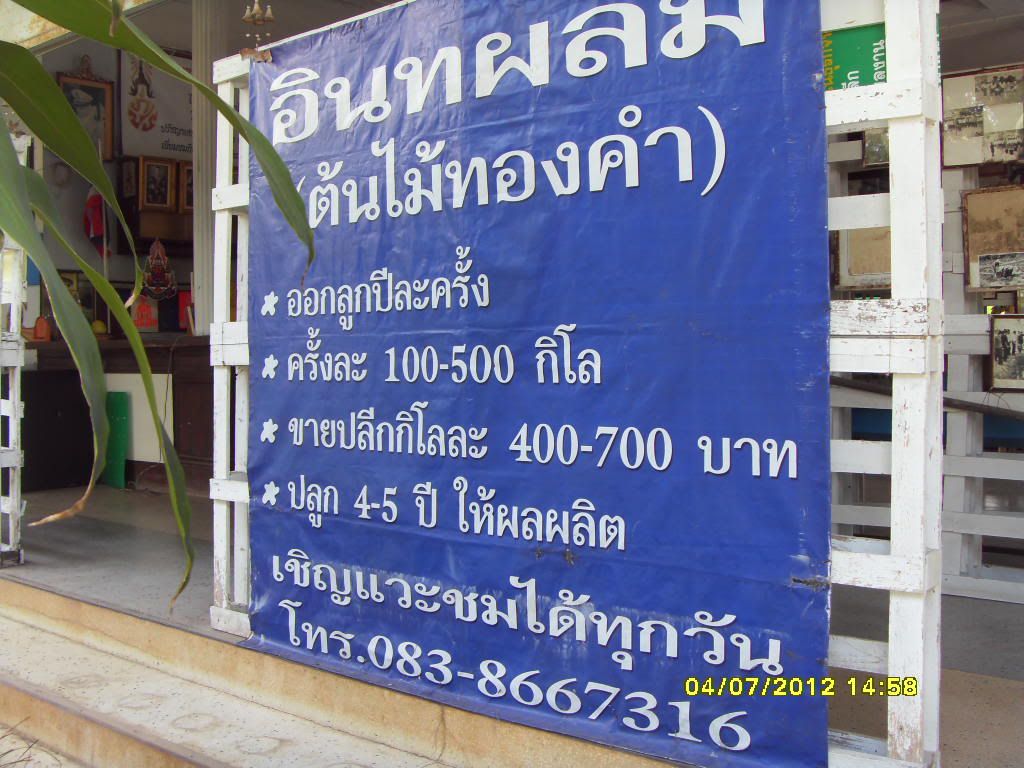 อินทผลัม
(ต้นไม้ทองคำ)
* ออกลูกปีละครั้ง
* ครั้งละ 100-500 กิโล
* ขายปลีกกิโลละ 400-700 บาท
* ปลูก 4-5 ปี ให้ผลผลิต
เชิญแวะชมได้ทุกวัน
โทร.083-8667316
04/07/2012 14:58